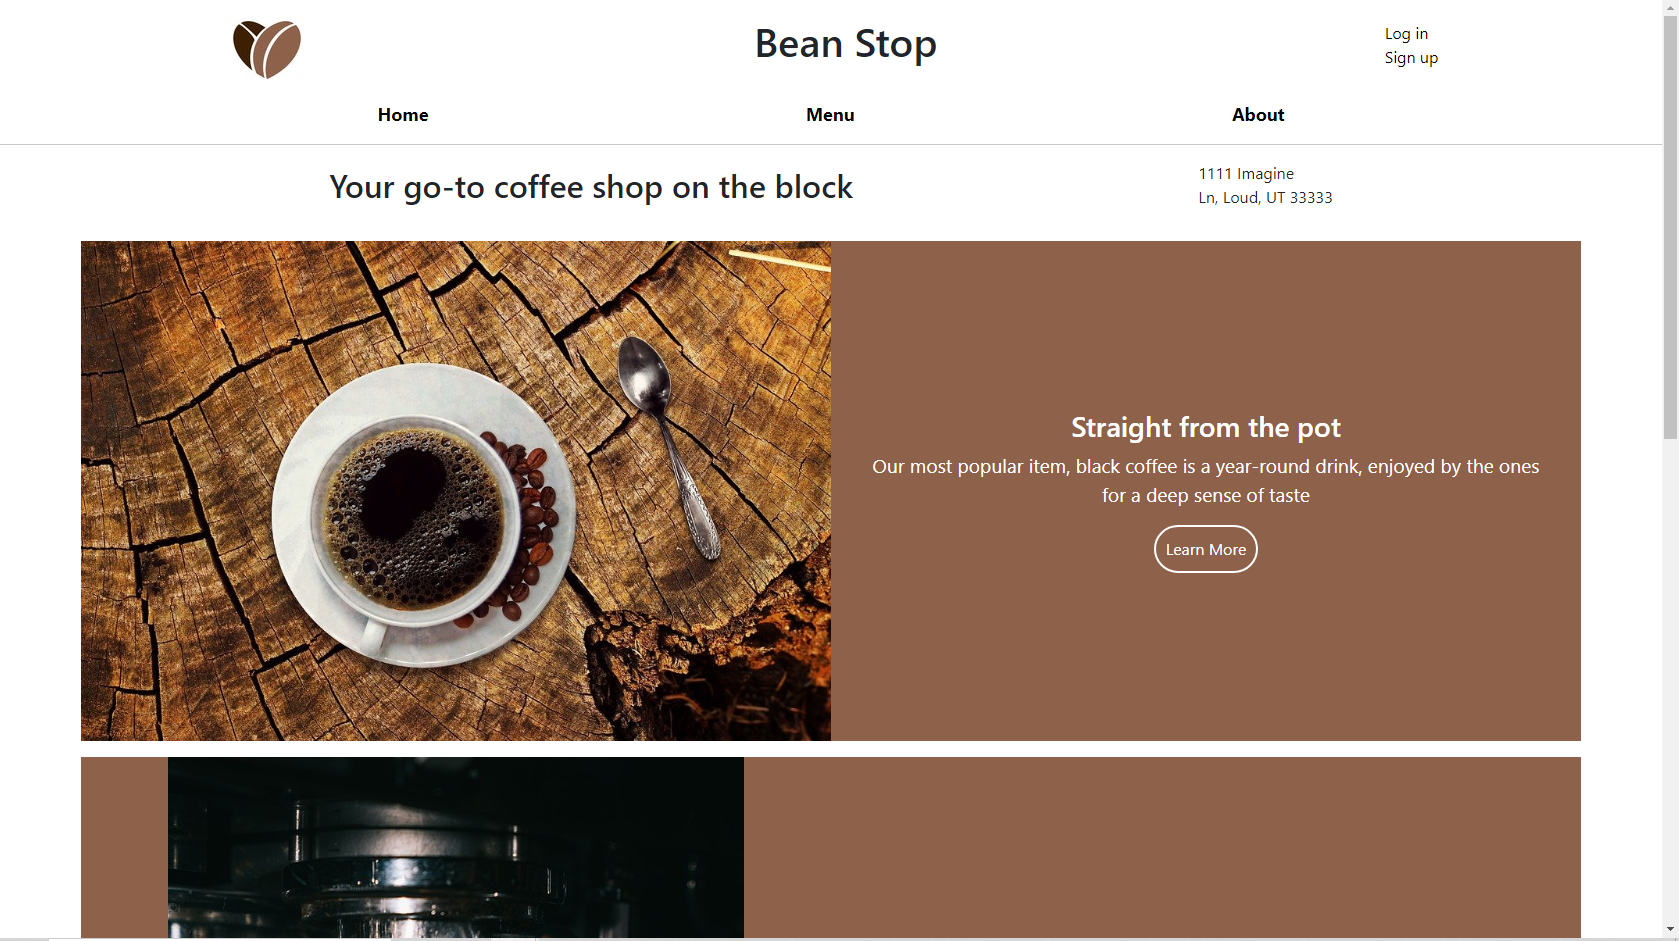 Bean Stop
Log in
Sign up
Home
Menu
About
Your go-to coffee shop on the block
1111 Imagine
Ln, Loud, UT 33333
Straight from the pot
Our most popular item, black coffee is a year-round drink, enjoyed by the ones
for a deep sense of taste
Learn More